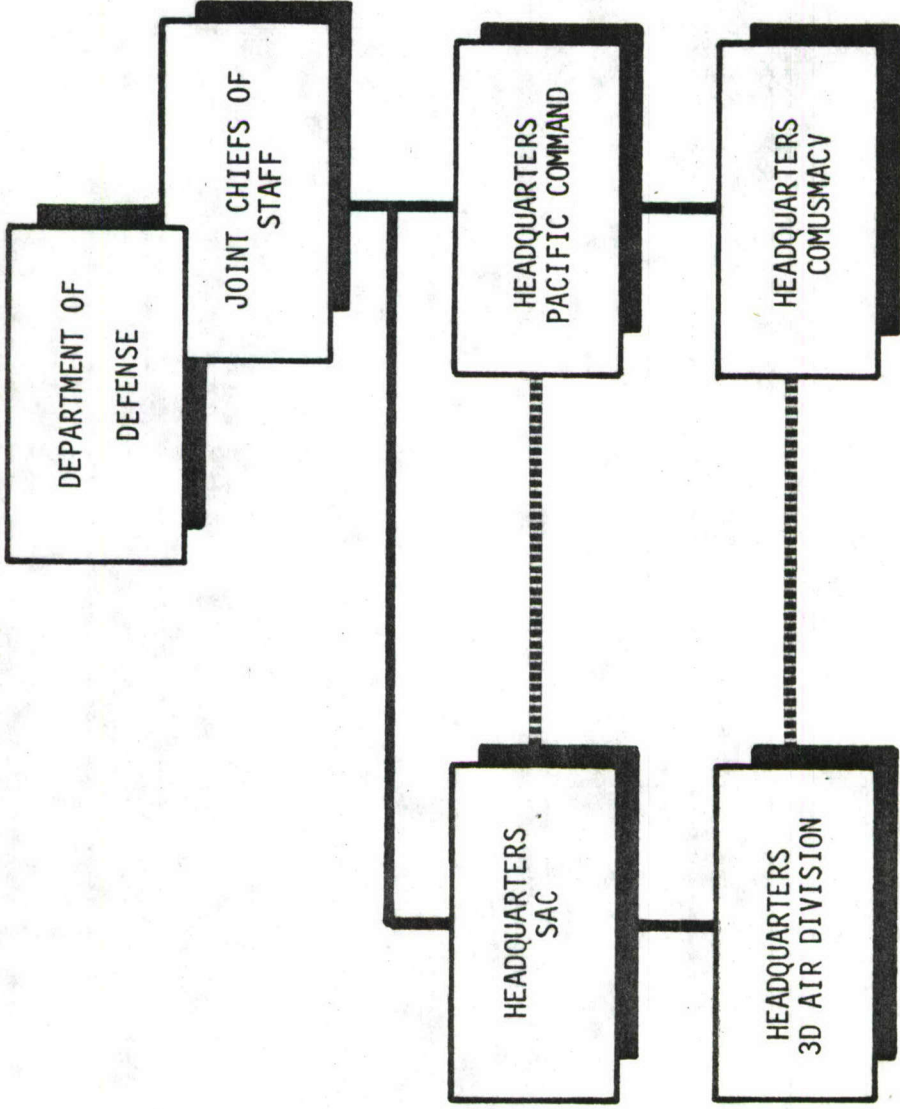 DEPARTMENT OF
DEFENSE
JOINT CHIEFS OF
STAFF
HEADQUARTERS
SAC
HEADQUARTERS
PACIFIC COMMAND
HEADQUARTERS
3D AIR DIVISION
HEADQUARTERS
COMUSMACV